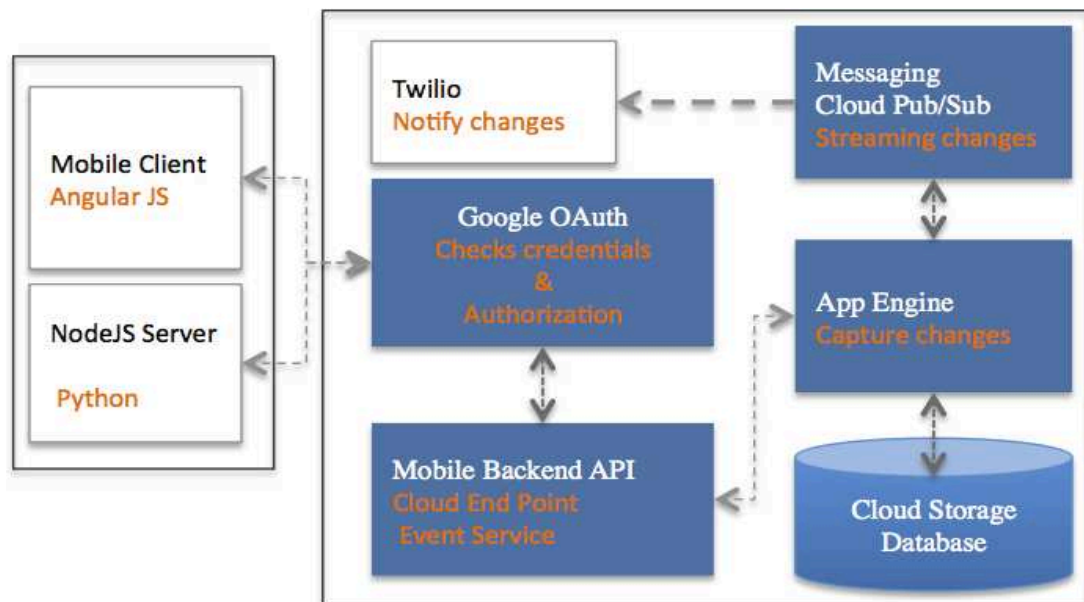 Mobile Client
Angular JS
NodeJS Server
Python
Twilio
Notify changes
Google OAuth
Checks credentials
&
Authorization
Mobile Backend API
Cloud End Point
Event Service
Messaging
Cloud Pub/Sub
Streaming changes
App Engine
Capture changes
Cloud Storage
Database